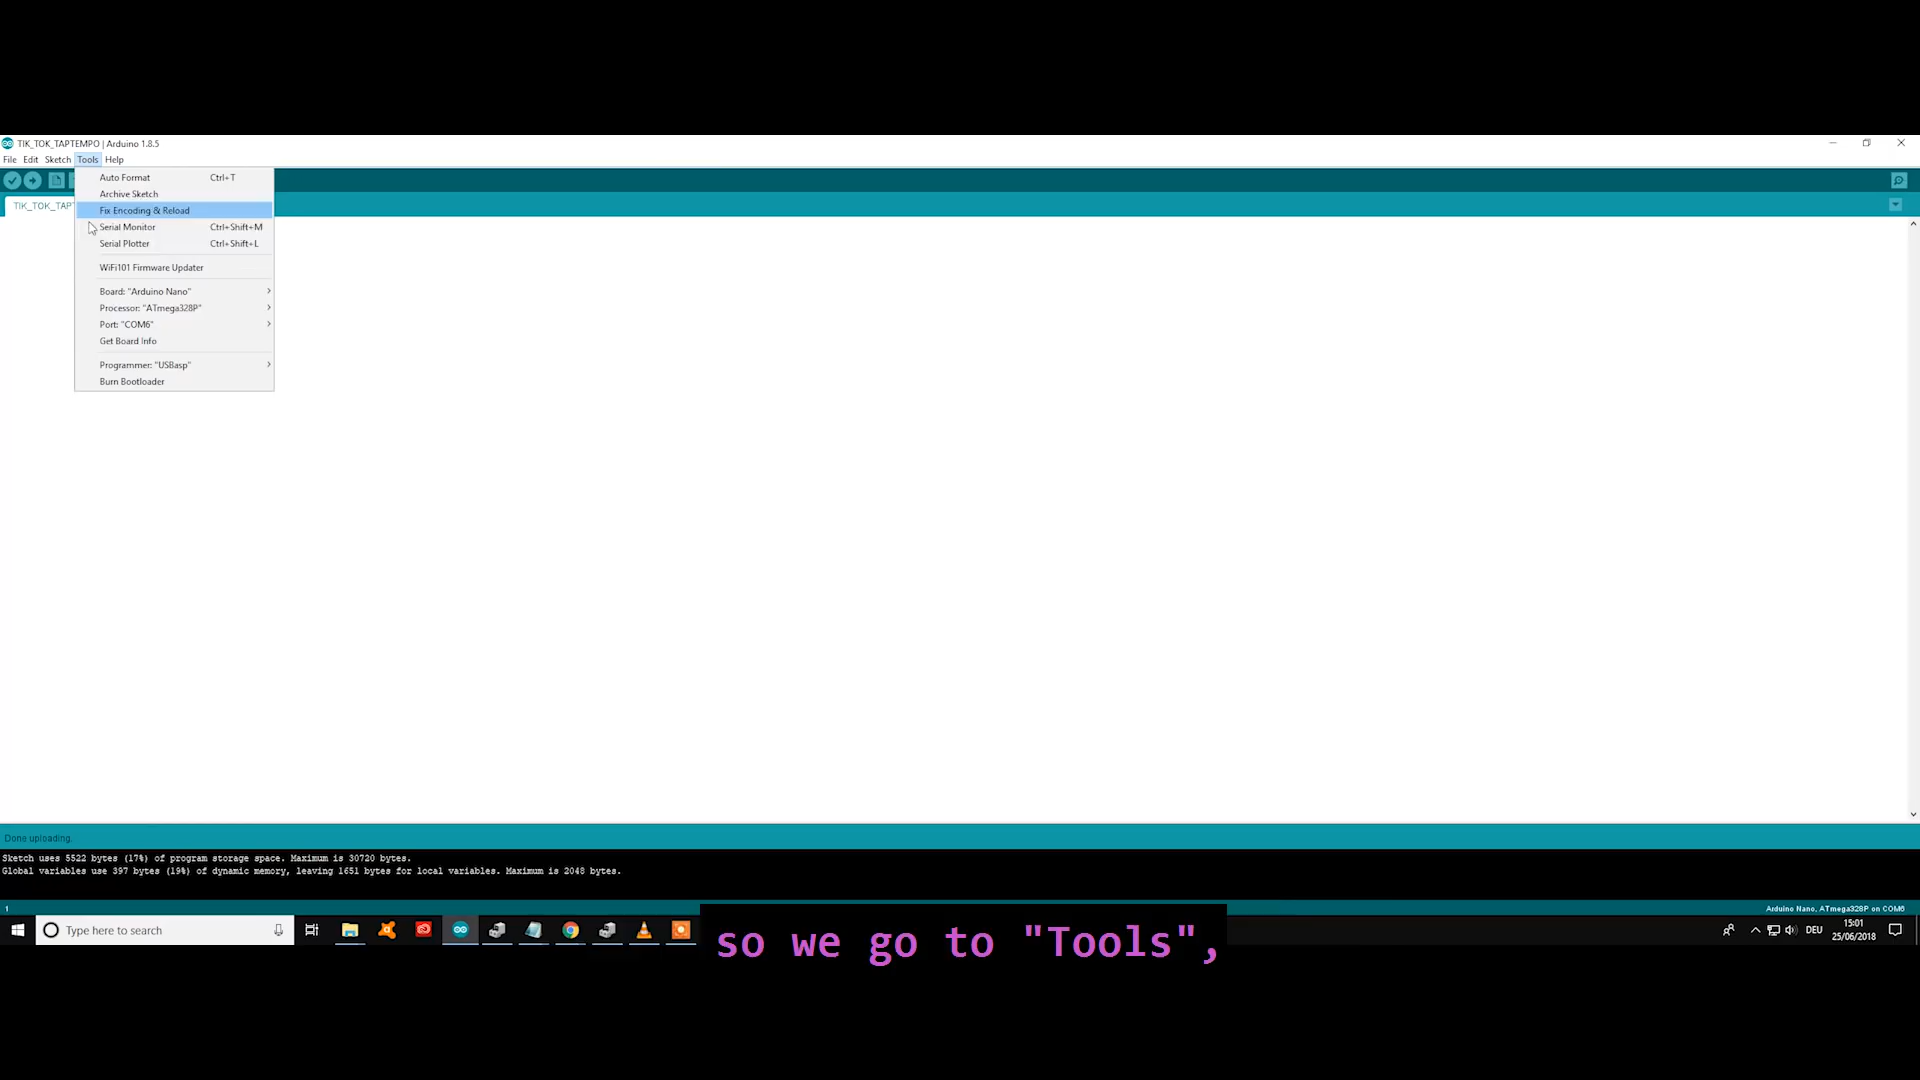 TIK_TOK_TAPTEMPO | Arduino 1.8.5
File Edit Sketch Tools Help
Auto Format Ctrl+T
Archive Sketch
TIK_TOK_TAPT
Fix Encoding & Reload
Serial Monitor Ctrl+Shift+M
Serial Plotter Ctrl+Shift+L
WiFi101 Firmware Updater
Board: "Arduino Nano"
Processor: "ATmega328P"
Port: "COM6"
Get Board Info
Programmer: "USBasp"
Burn Bootloader
Done uploading.
Sketch uses 5522 bytes (17%) of program storage space. Maximum is 30720 bytes.
Global variables use 397 bytes (19%) of dynamic memory, leaving 1651 bytes for local variables. Maximum is 2048 bytes.
1 Arduino Nano, ATmega328P on COM6
Type here to search
DEU
15:01
25/06/2018
so we go to "Tools",